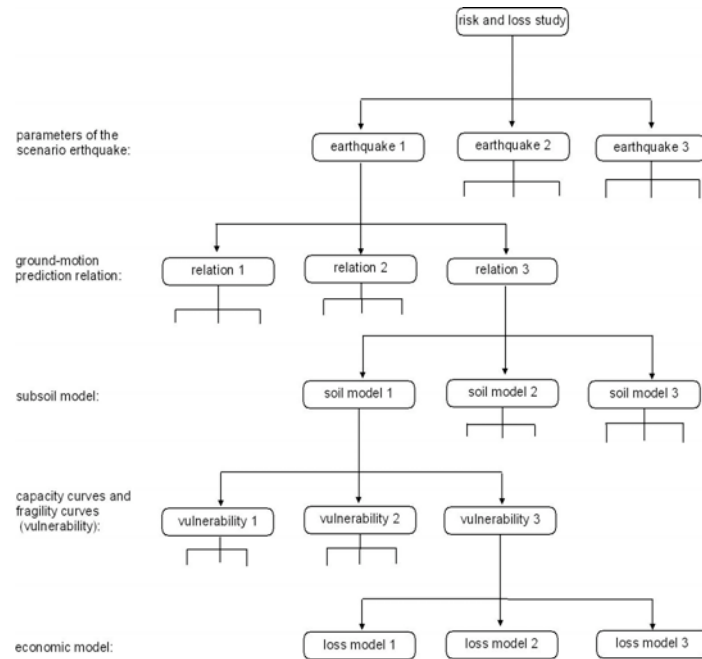 risk and loss study
parameters of the
scenario erthquake:
earthquake 1
earthquake 2
earthquake 3
ground-motion
prediction relation:
relation 1
relation 2
relation 3
subsoil model:
soil model 1
soil model 2
soil model 3
capacity curves and
fragility curves
(vulnerability):
vulnerability 1
vulnerability 2
vulnerability 3
economic model:
loss model 1
loss model 2
loss model 3